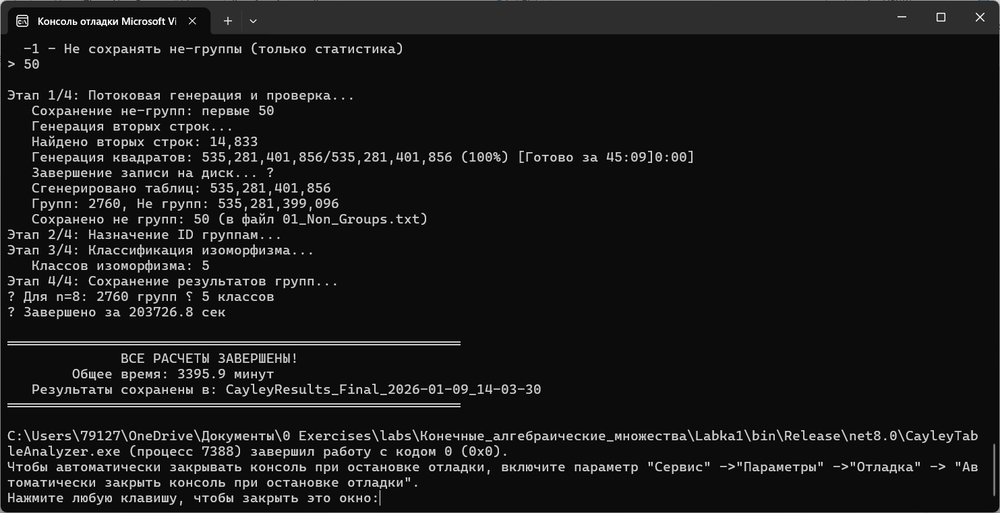 Консоль отладки Microsoft Vi
-1 - Не сохранять не-группы (только статистика)
> 50
Этап 1/4: Потоковая генерация и проверка...
Сохранение не-групп: первые 50
Генерация вторых строк...
Найдено вторых строк: 14,833
Генерация квадратов: 535,281,401,856/535,281,401,856 (100%) [Готово за 45:09]0:00]
Завершение записи на диск... ?
Сгенерировано таблиц: 535,281,401,856
Групп: 2760, Не групп: 535,281,399,096
Сохранено не групп: 50 (в файл 01_Non_Groups.txt)
Этап 2/4: Назначение ID группам...
Этап 3/4: Классификация изоморфизма...
Классов изоморфизма: 5
Этап 4/4: Сохранение результатов групп...
? Для n=8: 2760 групп ⸮ 5 классов
? Завершено за 203726.8 сек
ВСЕ РАСЧЕТЫ ЗАВЕРШЕНЫ!
Общее время: 3395.9 минут
Результаты сохранены в: CayleyResults_Final_2026-01-09_14-03-30
C:\Users\79127\OneDrive\Документы\0 Exercises\labs\Конечные_алгебраические_множества\Labka1\bin\Release\net8.0\CayleyTab
leAnalyzer.exe (процесс 7388) завершил работу с кодом 0 (0x0).
Чтобы автоматически закрывать консоль при остановке отладки, включите параметр "Сервис" ->"Параметры" ->"Отладка" -> "Ав
томатически закрыть консоль при остановке отладки".
Нажмите любую клавишу, чтобы закрыть это окно: